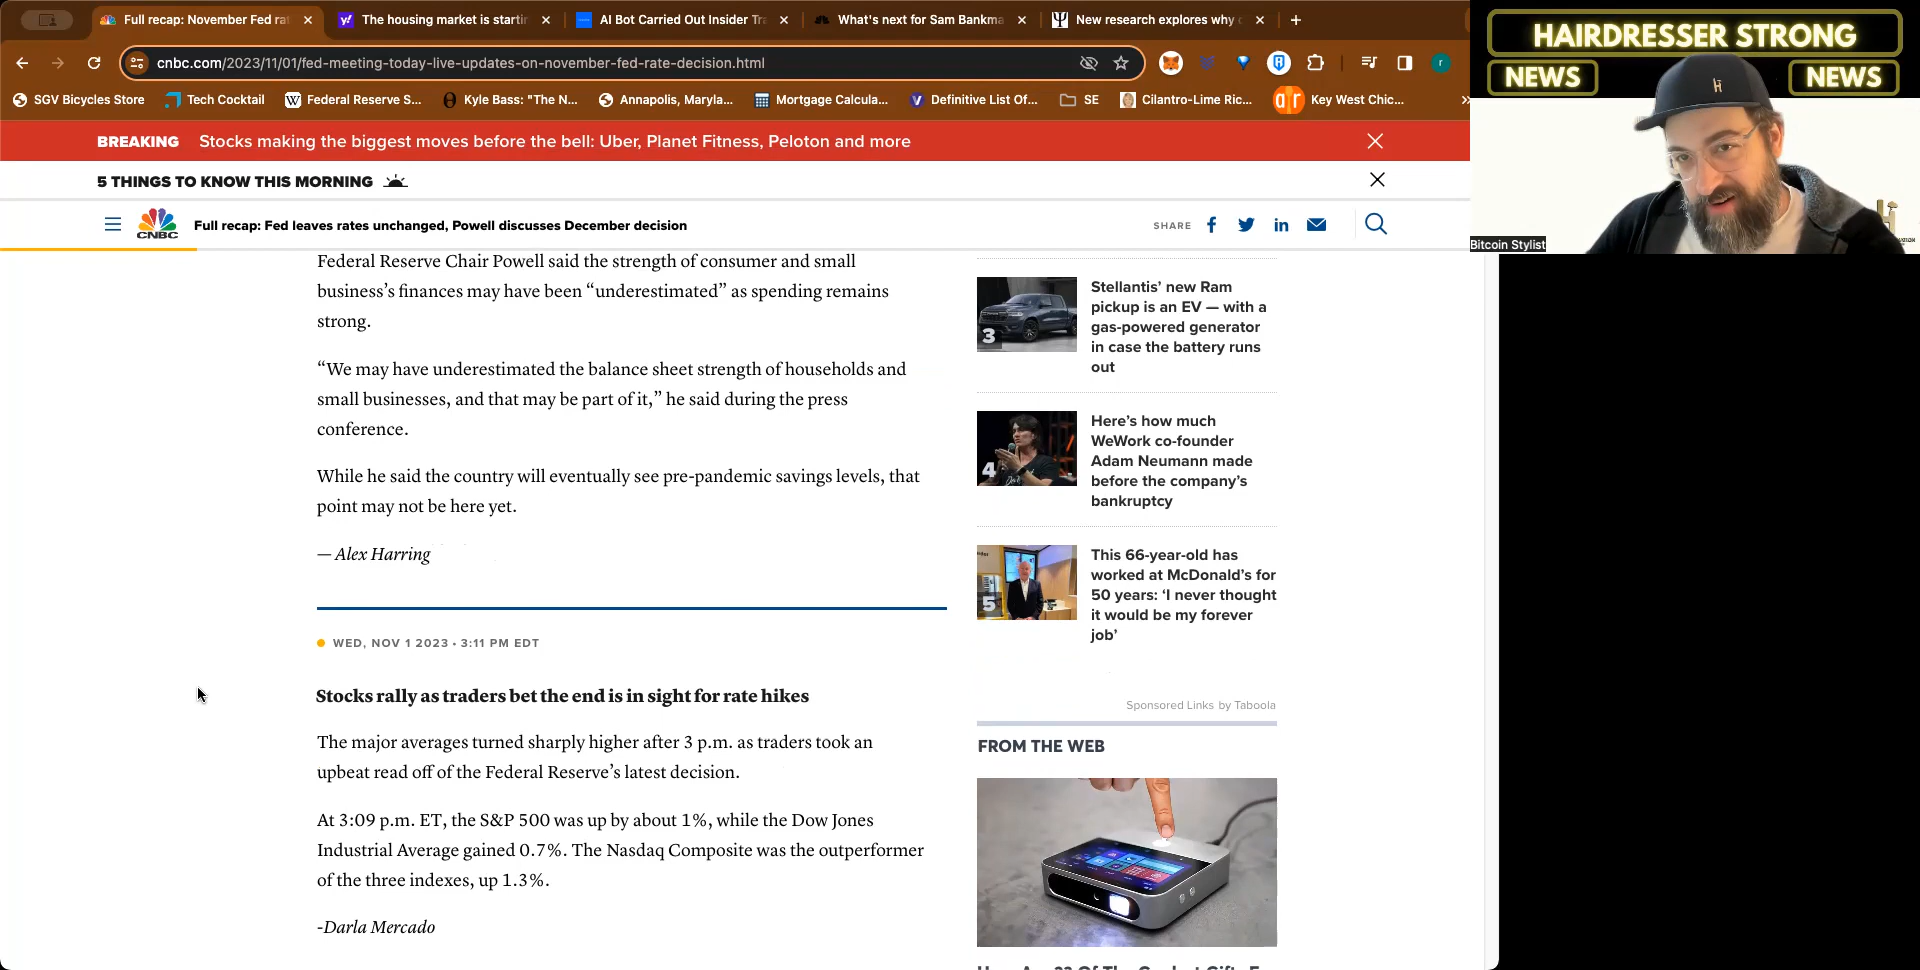 Full recap: November Fed ra
The housing market is startin
AI Bot Carried Out Insider Tra
What's next for Sam Bankma
New research explores why
cnbc.com/2023/11/01/fed-meeting-today-live-updates-on-november-fed-rate-decision.html
SGV Bicycles Store
Tech Cocktail
Federal Reserve S...
Kyle Bass: "The N...
Annapolis, Maryla...
Mortgage Calcula...
Definitive List Of...
SE
Cilantro-Lime Ric...
Key West Chic...
HAIRDRESSER STRONG
NEWS NEWS
Bitcoin Stylist
BREAKING Stocks making the biggest moves before the bell: Uber, Planet Fitness, Peloton and more
5 THINGS TO KNOW THIS MORNING
CNBC
Full recap: Fed leaves rates unchanged, Powell discusses December decision
SHARE
Federal Reserve Chair Powell said the strength of consumer and small
business’s finances may have been “underestimated” as spending remains
strong.
“We may have underestimated the balance sheet strength of households and
small businesses, and that may be part of it,” he said during the press
conference.
While he said the country will eventually see pre-pandemic savings levels, that
point may not be here yet.
— Alex Harring
WED, NOV 1 2023 • 3:11 PM EDT
Stocks rally as traders bet the end is in sight for rate hikes
The major averages turned sharply higher after 3 p.m. as traders took an
upbeat read off of the Federal Reserve’s latest decision.
At 3:09 p.m. ET, the S&P 500 was up by about 1%, while the Dow Jones
Industrial Average gained 0.7%. The Nasdaq Composite was the outperformer
of the three indexes, up 1.3%.
-Darla Mercado
3
Stellantis’ new Ram
pickup is an EV — with a
gas-powered generator
in case the battery runs
out
4
Here’s how much
WeWork co-founder
Adam Neumann made
before the company’s
bankruptcy
5
This 66-year-old has
worked at McDonald’s for
50 years: ‘I never thought
it would be my forever
job’
Sponsored Links by Taboola
FROM THE WEB